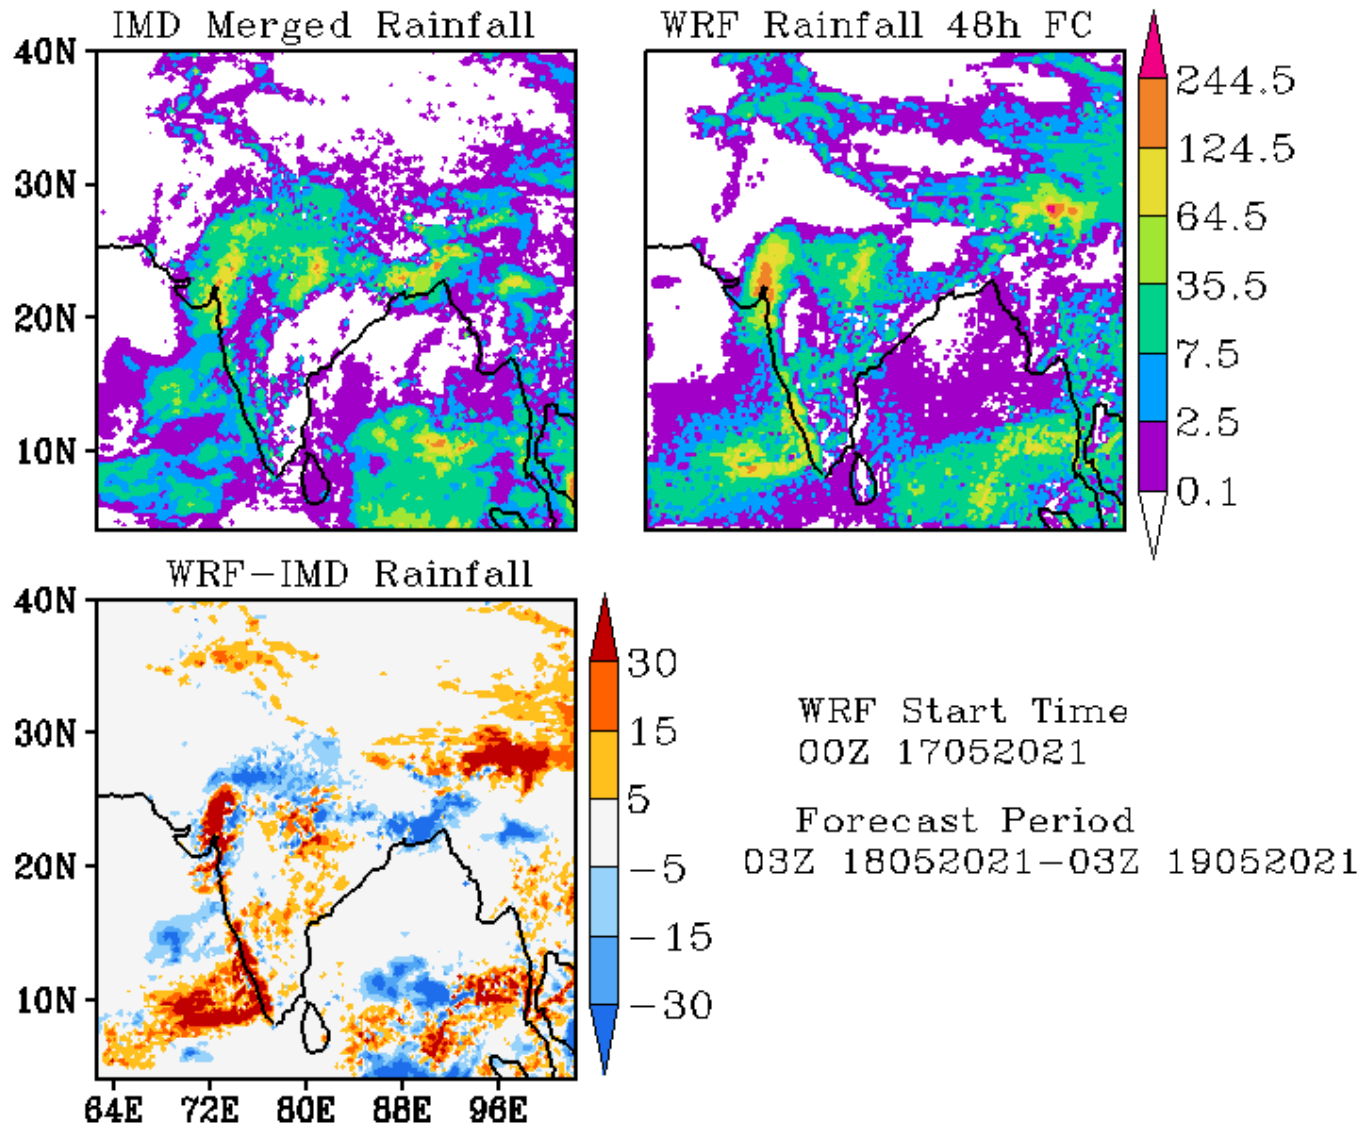 IMD Merged Rainfall
WRF Rainfall 48h FC
40N
30N
20N
10N
244.5
124.5
64.5
35.5
7.5
2.5
0.1
WRF-IMD Rainfall
40N
30N
20N
10N
64E 72E 80E 88E 96E
30
15
5
-5
-15
-30
WRF Start Time
00Z 17052021
Forecast Period
03Z 18052021-03Z 19052021